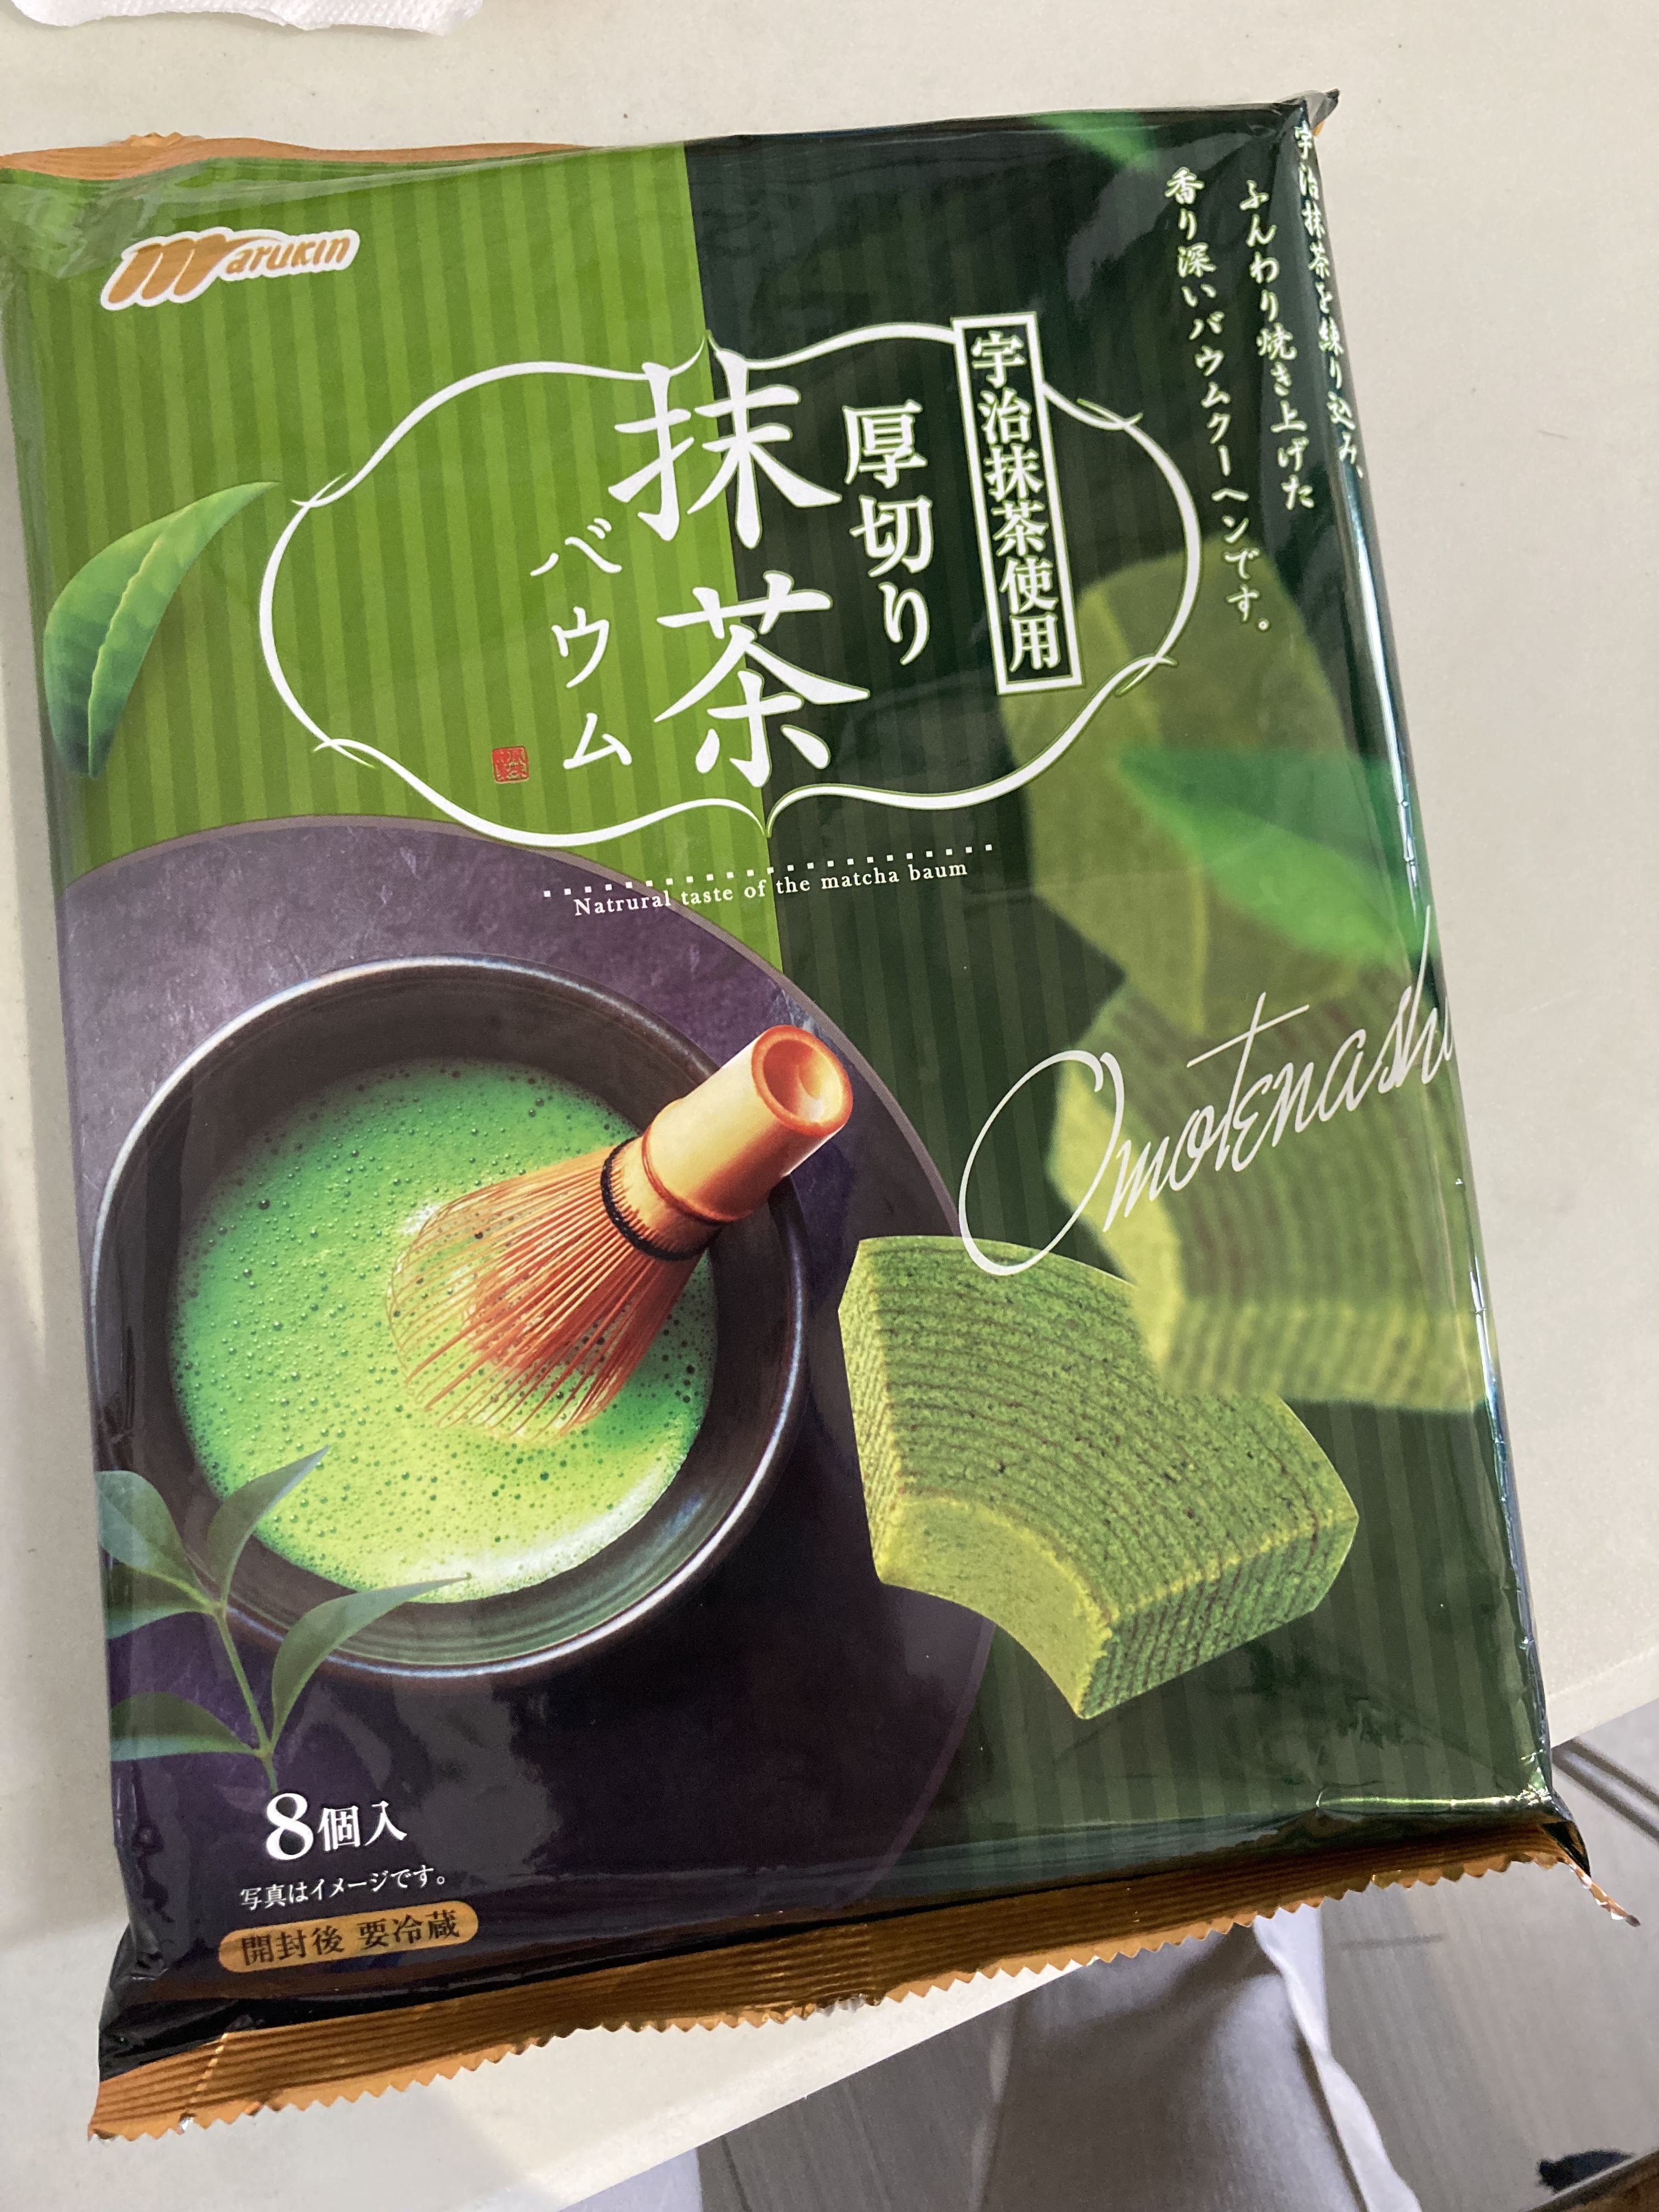 marukin
宇治抹茶を練り込み、
ふんわり焼き上げた
香り深いバウムクーヘンです。
宇治抹茶使用
厚切り
抹茶
バウム
Natrural taste of the matcha baum
Omotenashi
8個入
写真はイメージです。
開封後 要冷蔵